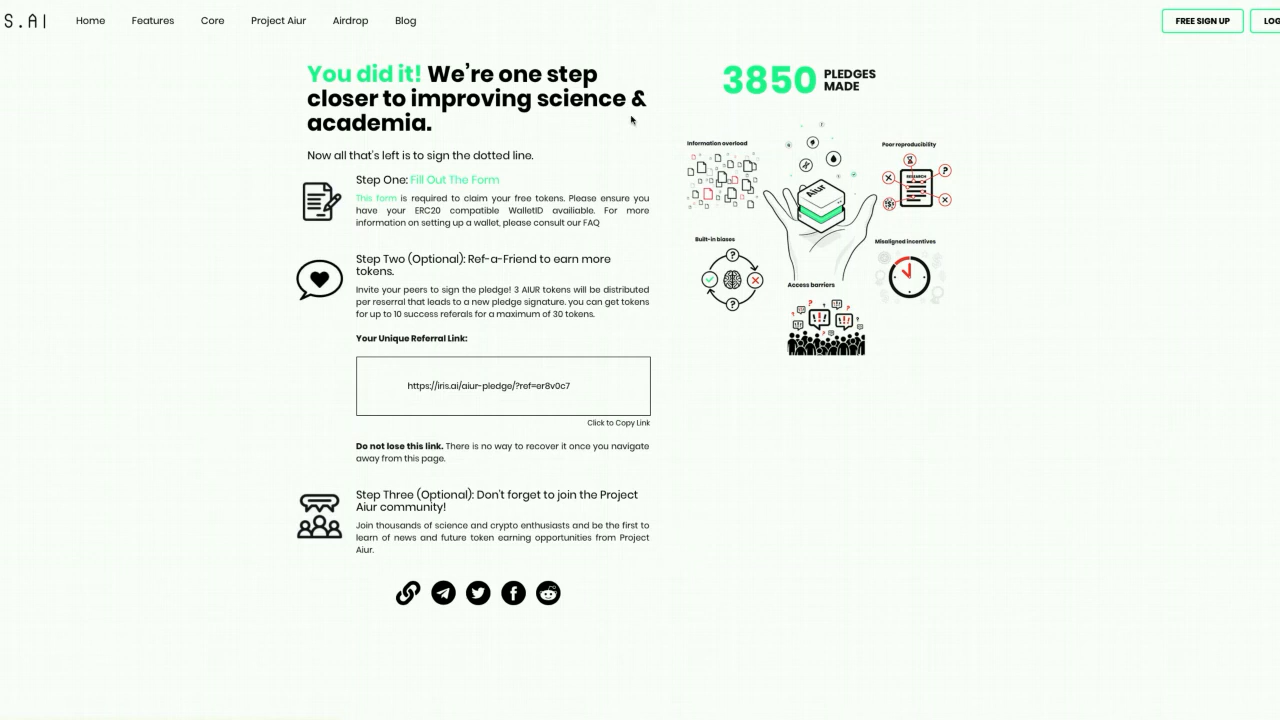 S.AI Home Features Core Project Aiur Airdrop Blog FREE SIGN UP LOG
You did it! We're one step
closer to improving science &
academia.
Now all that's left is to sign the dotted line.
Step One: Fill Out The Form
This form is required to claim your free tokens. Please ensure you
have your ERC20 compatible WalletID avaiiable. For more
information on setting up a wallet, please consult our FAQ
Step Two (Optional): Ref-a-Friend to earn more
tokens.
Invite your peers to sign the pledge! 3 AIUR tokens will be distributed
per reserral that leads to a new pledge signature. you can get tokens
for up to 10 success referals for a maximum of 30 tokens.
Your Unique Referral Link:
https://iris.ai/aiur-pledge/?ref=er8v0c7
Click to Copy Link
Do not lose this link. There is no way to recover it once you navigate
away from this page.
Step Three (Optional): Don't forget to join the Project
Aiur community!
Join thousands of science and crypto enthusiasts and be the first to
learn of news and future token earning opportunities from Project
Aiur.
3850 PLEDGES
MADE
Information overload
Poor reproducibility
RESEARCH
Aiur
Built-in biases
Misaligned incentives
Access barriers